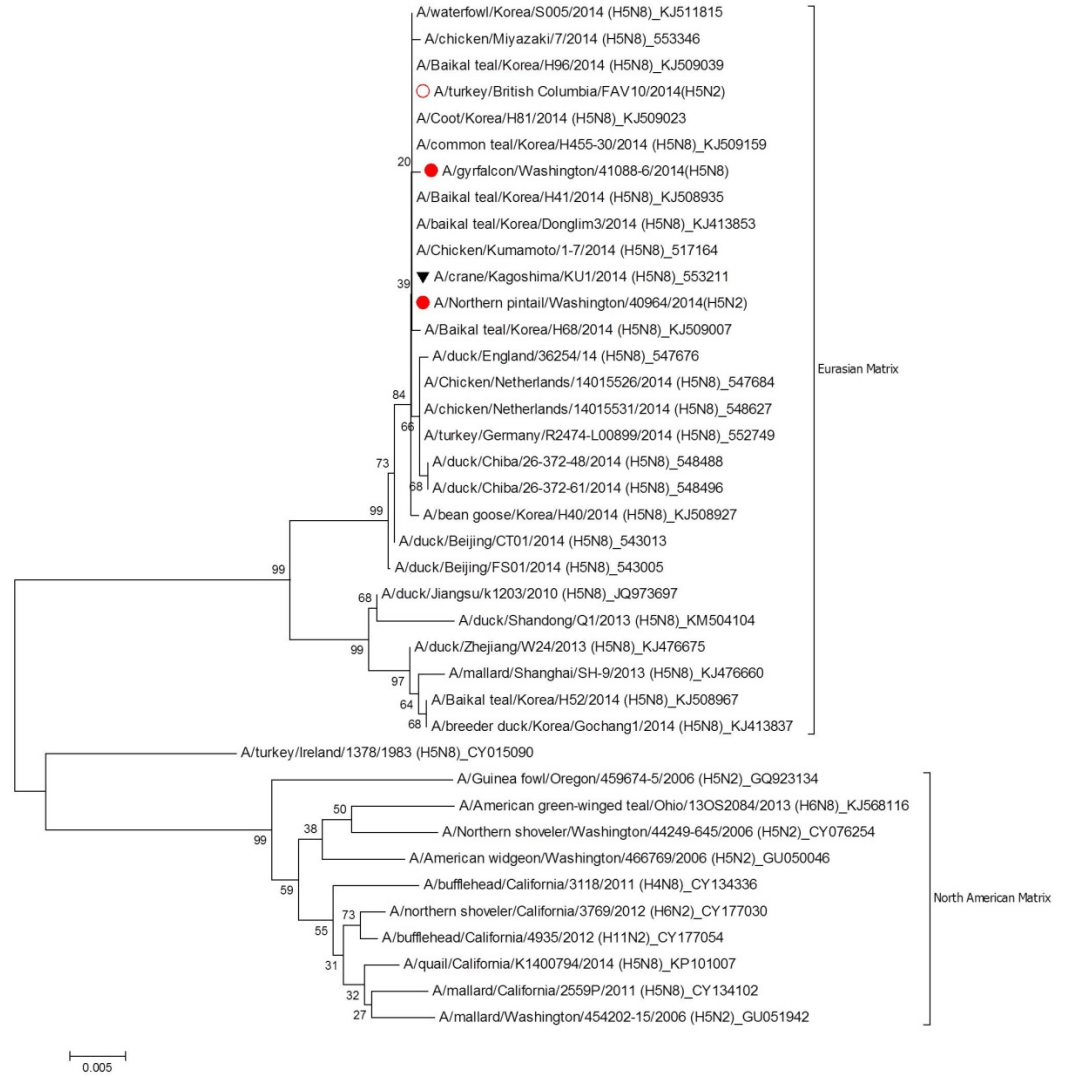 A/waterfowl/Korea/S005/2014 (H5N8)_KJ511815
A/chicken/Miyazaki/7/2014 (H5N8)_553346
A/Baikal teal/Korea/H96/2014 (H5N8)_KJ509039
A/turkey/British Columbia/FAV10/2014(H5N2)
A/Coot/Korea/H81/2014 (H5N8)_KJ509023
A/common teal/Korea/H455-30/2014 (H5N8)_KJ509159
20
A/gyrfalcon/Washington/41088-6/2014(H5N8)
A/Baikal teal/Korea/H41/2014 (H5N8)_KJ508935
A/baikal teal/Korea/Donglim3/2014 (H5N8)_KJ413853
A/Chicken/Kumamoto/1-7/2014 (H5N8)_517164
A/crane/Kagoshima/KU1/2014 (H5N8)_553211
39
A/Northern pintail/Washington/40964/2014(H5N2)
A/Baikal teal/Korea/H68/2014 (H5N8)_KJ509007
A/duck/England/36254/14 (H5N8)_547676
Eurasian Matrix
A/Chicken/Netherlands/14015526/2014 (H5N8)_547684
84
A/chicken/Netherlands/14015531/2014 (H5N8)_548627
66
A/turkey/Germany/R2474-L00899/2014 (H5N8)_552749
73
A/duck/Chiba/26-372-48/2014 (H5N8)_548488
68
A/duck/Chiba/26-372-61/2014 (H5N8)_548496
99
A/bean goose/Korea/H40/2014 (H5N8)_KJ508927
A/duck/Beijing/CT01/2014 (H5N8)_543013
99
A/duck/Beijing/FS01/2014 (H5N8)_543005
68
A/duck/Jiangsu/k1203/2010 (H5N8)_JQ973697
A/duck/Shandong/Q1/2013 (H5N8)_KM504104
99
A/duck/Zhejiang/W24/2013 (H5N8)_KJ476675
97
A/mallard/Shanghai/SH-9/2013 (H5N8)_KJ476660
64
A/Baikal teal/Korea/H52/2014 (H5N8)_KJ508967
68
A/breeder duck/Korea/Gochang1/2014 (H5N8)_KJ413837
A/turkey/Ireland/1378/1983 (H5N8)_CY015090
A/Guinea fowl/Oregon/459674-5/2006 (H5N2)_GQ923134
50
A/American green-winged teal/Ohio/13OS2084/2013 (H6N8)_KJ568116
38
A/Northern shoveler/Washington/44249-645/2006 (H5N2)_CY076254
99
A/American widgeon/Washington/466769/2006 (H5N2)_GU050046
59
A/bufflehead/California/3118/2011 (H4N8)_CY134336
North American Matrix
73
A/northern shoveler/California/3769/2012 (H6N2)_CY177030
55
A/bufflehead/California/4935/2012 (H11N2)_CY177054
31
A/quail/California/K1400794/2014 (H5N8)_KP101007
32
A/mallard/California/2559P/2011 (H5N8)_CY134102
27
A/mallard/Washington/454202-15/2006 (H5N2)_GU051942
0.005